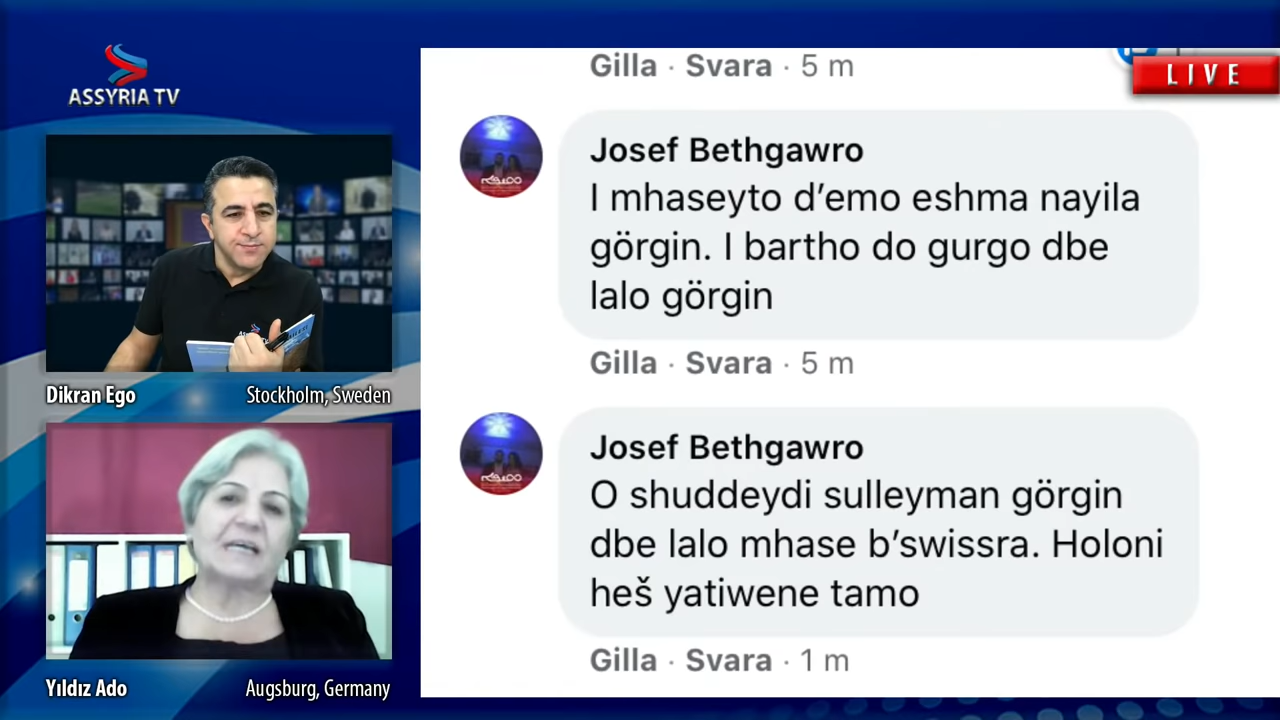 ASSYRIA TV
Dikran Ego
Stockholm, Sweden
Yıldız Ado
Augsburg, Germany
LIVE
Gilla · Svara · 5 m
Josef Bethgawro
I mhaseyto d’emo eshma nayila
görgin. I bartho do gurgo dbe
lalo görgin
Gilla · Svara · 5 m
Josef Bethgawro
O shuddeydi sulleyman görgin
dbe lalo mhase b’swissra. Holoni
heš yatiwene tamo
Gilla · Svara · 1 m